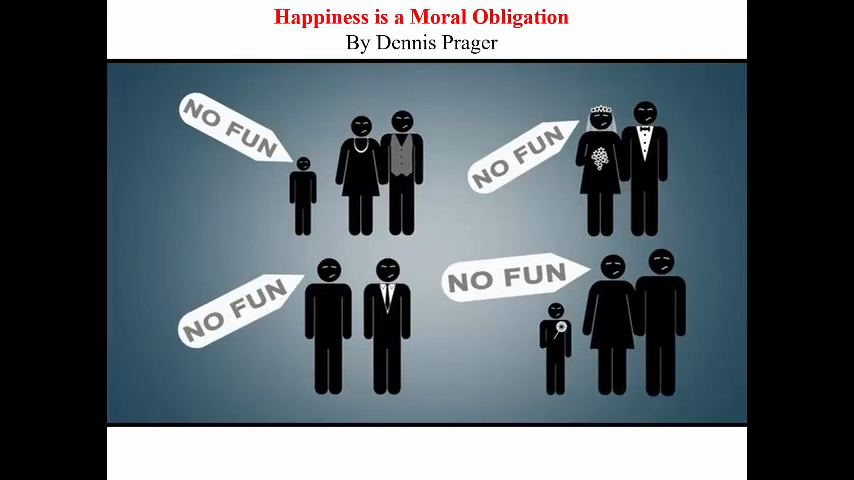 Happiness is a Moral Obligation
By Dennis Prager
NO FUN
NO FUN
NO FUN
NO FUN